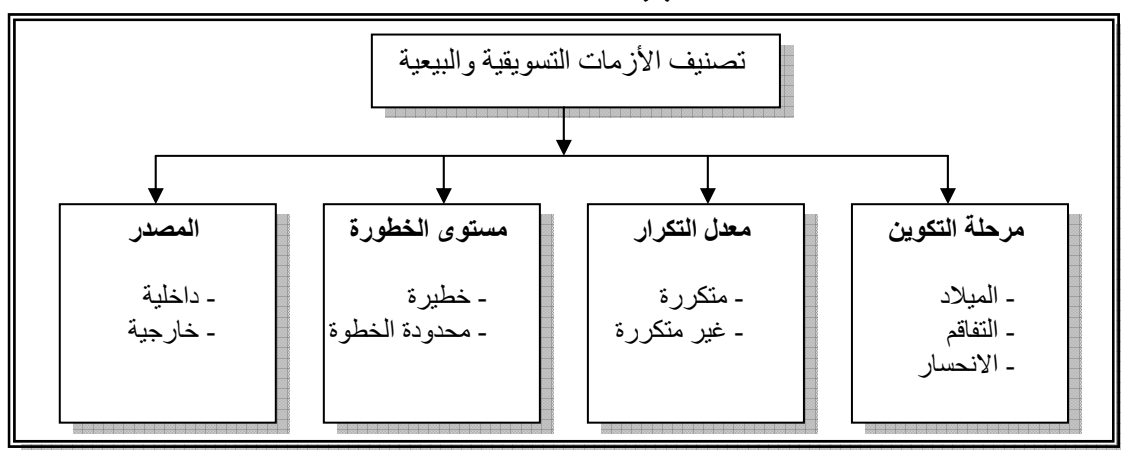 تصنيف الأزمات التسويقية والبيعية
مرحلة التكوين
- الميلاد
- التفاقم
- الانحسار
معدل التكرار
- متكررة
- غير متكررة
مستوى الخطورة
- خطيرة
- محدودة الخطوة
المصدر
- داخلية
- خارجية